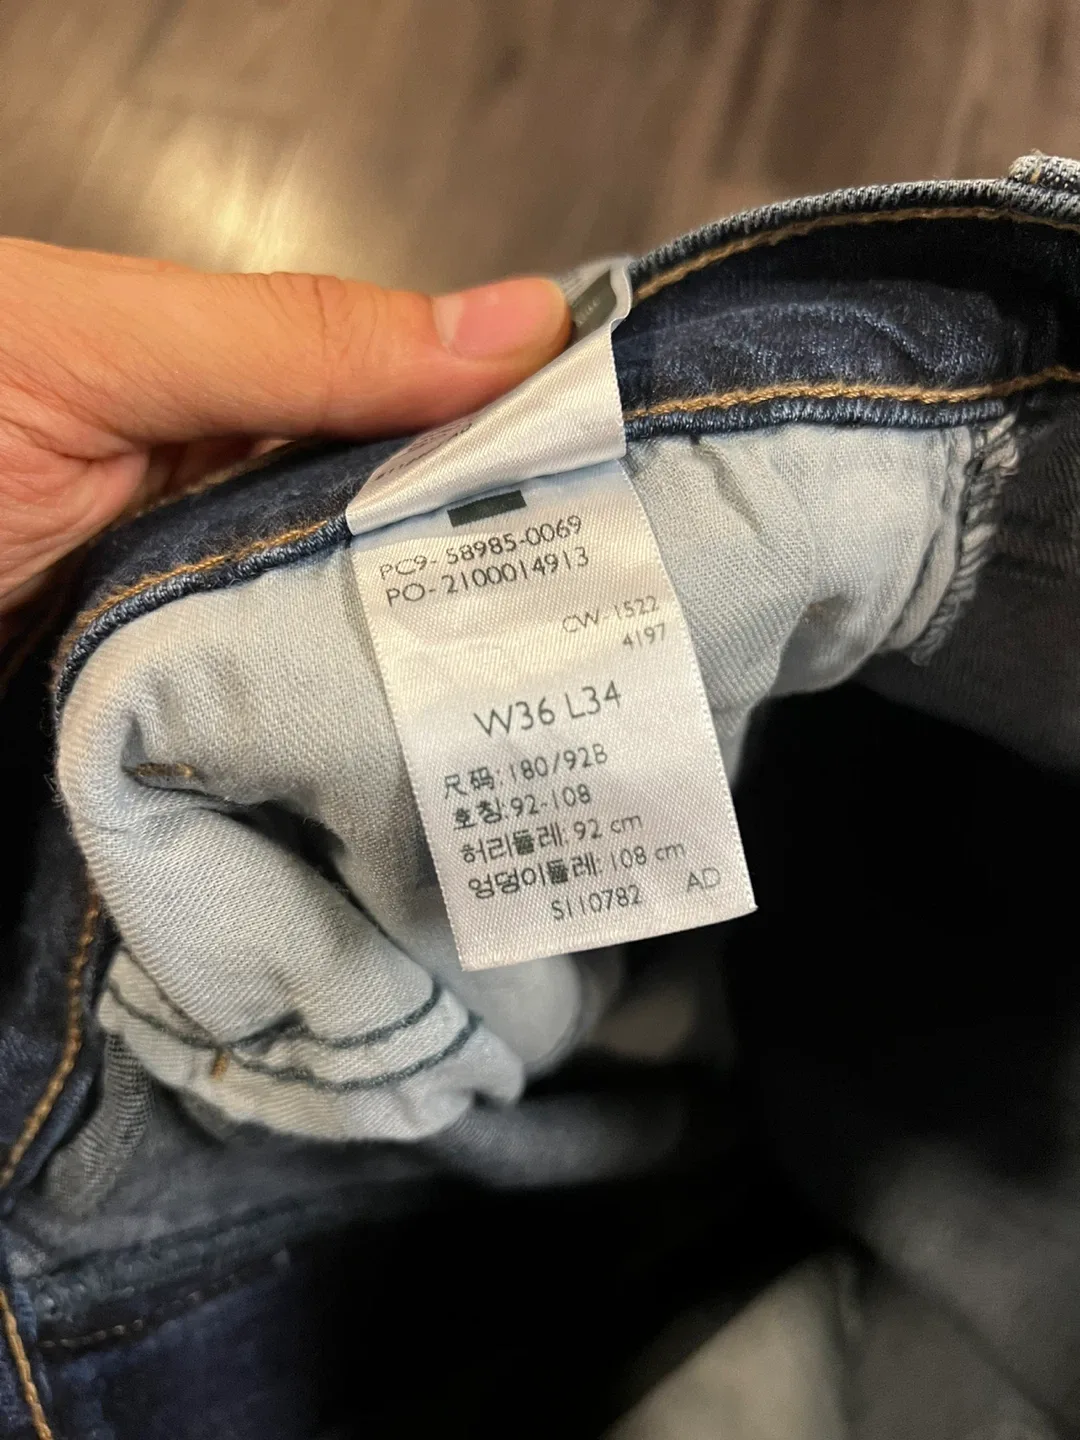 PC9- 58985-0069
PO- 2100014913
CW-1522
4197
W36 L34
尺码: 180/92B
호칭: 92-108
허리둘레: 92 cm
엉덩이둘레: 108 cm
S110782 AD